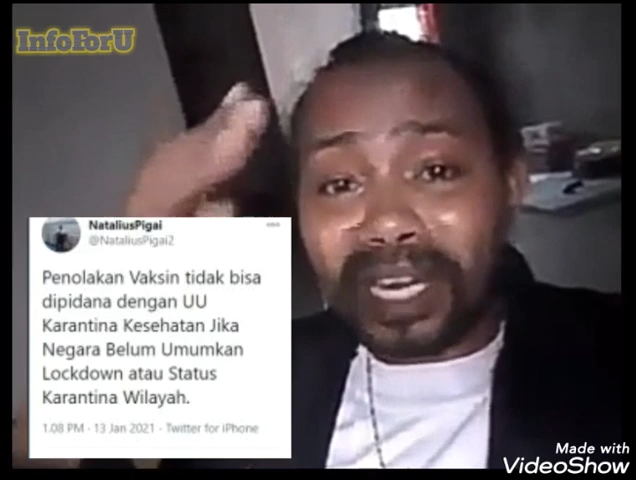 InfoForU
NataliusPigai
@NataliusPigai2
Penolakan Vaksin tidak bisa
dipidana dengan UU
Karantina Kesehatan Jika
Negara Belum Umumkan
Lockdown atau Status
Karantina Wilayah.
1:08 PM · 13 Jan 2021 · Twitter for iPhone
Made with
VideoShow